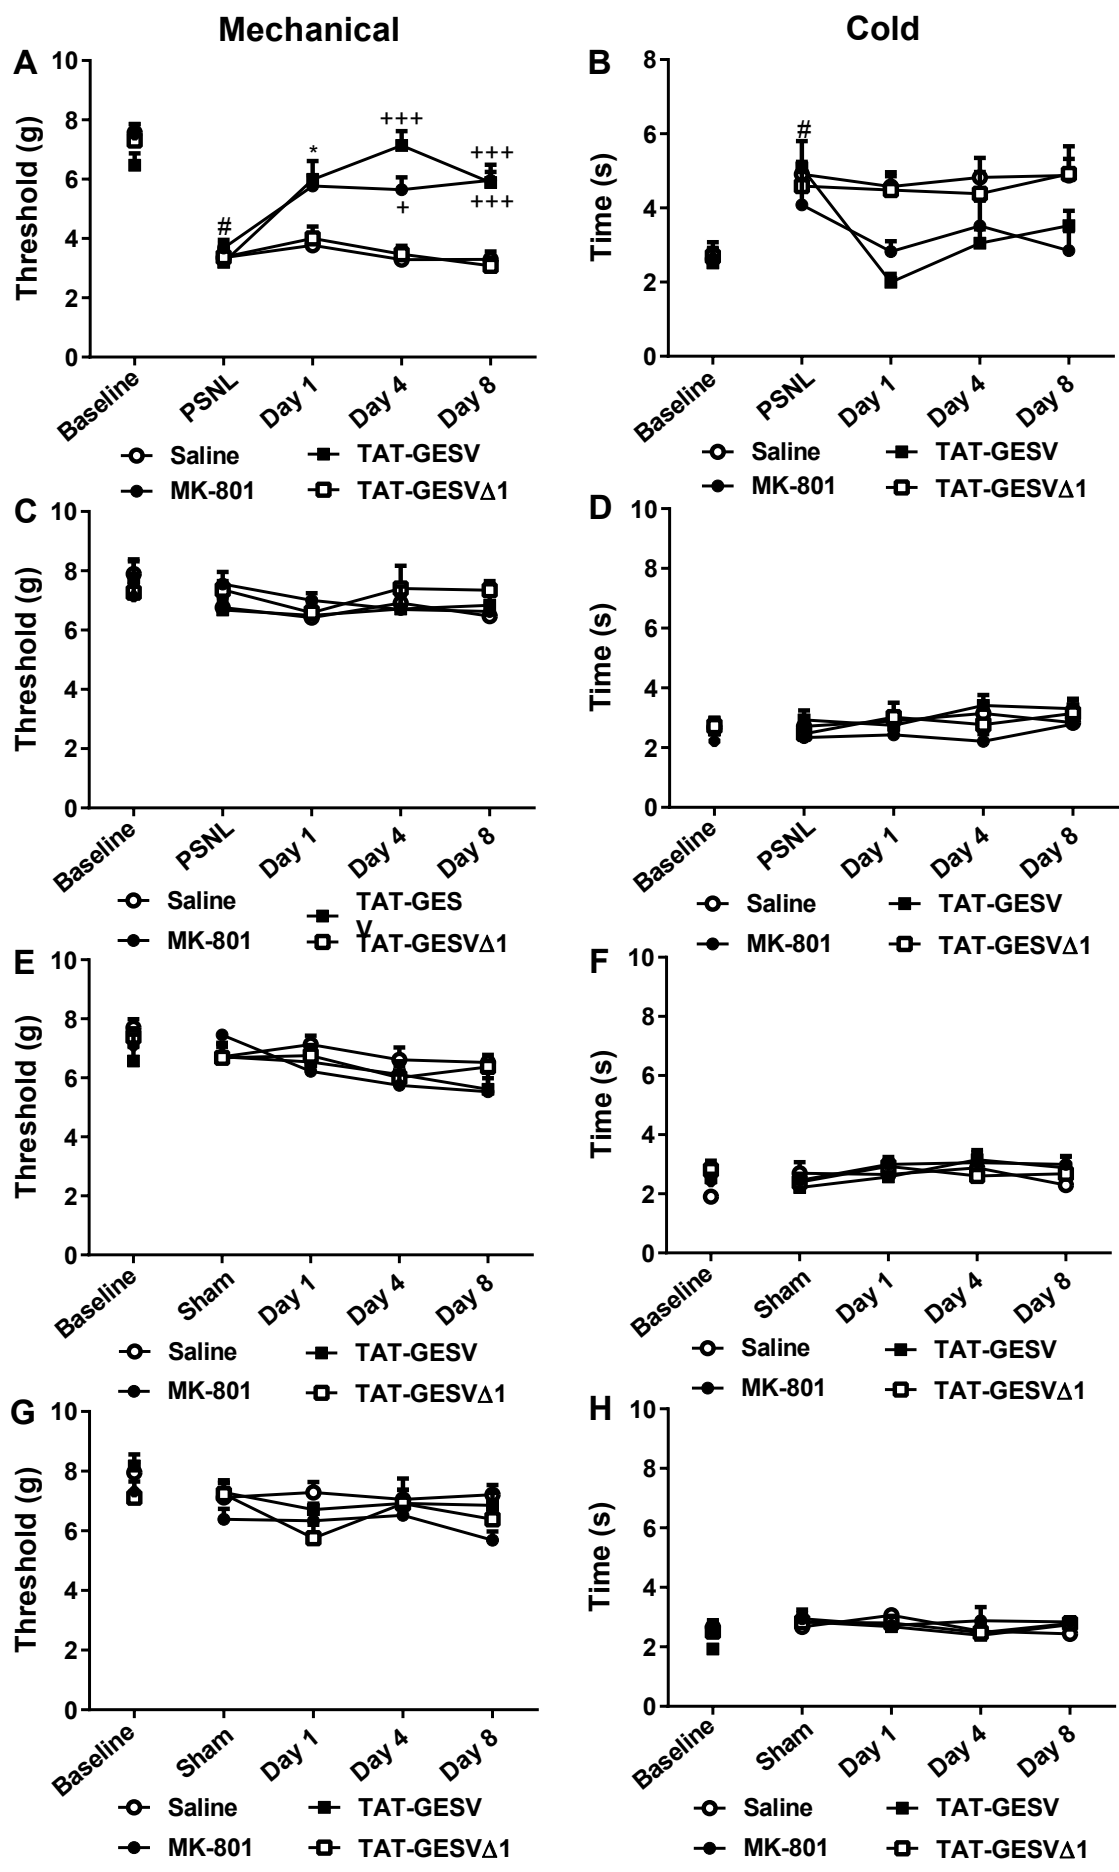 Mechanical
Cold
A
Threshold (g)
10
8
6
4
2
0
#
*
+++
+
+++
+++
Baseline
PSNL
Day 1
Day 4
Day 8
Saline
TAT-GESV
MK-801
TAT-GESVΔ1
B
Time (s)
8
6
4
2
0
#
Baseline
PSNL
Day 1
Day 4
Day 8
Saline
TAT-GESV
MK-801
TAT-GESVΔ1
C
Threshold (g)
10
8
6
4
2
0
Baseline
PSNL
Day 1
Day 4
Day 8
Saline
TAT-GES
V
MK-801
TAT-GESVΔ1
D
Time (s)
10
8
6
4
2
0
Baseline
PSNL
Day 1
Day 4
Day 8
Saline
TAT-GESV
MK-801
TAT-GESVΔ1
E
Threshold (g)
10
8
6
4
2
0
Baseline
Sham
Day 1
Day 4
Day 8
Saline
TAT-GESV
MK-801
TAT-GESVΔ1
F
Time (s)
10
8
6
4
2
0
Baseline
Sham
Day 1
Day 4
Day 8
Saline
TAT-GESV
MK-801
TAT-GESVΔ1
G
Threshold (g)
10
8
6
4
2
0
Baseline
Sham
Day 1
Day 4
Day 8
Saline
TAT-GESV
MK-801
TAT-GESVΔ1
H
Time (s)
10
8
6
4
2
0
Baseline
Sham
Day 1
Day 4
Day 8
Saline
TAT-GESV
MK-801
TAT-GESVΔ1